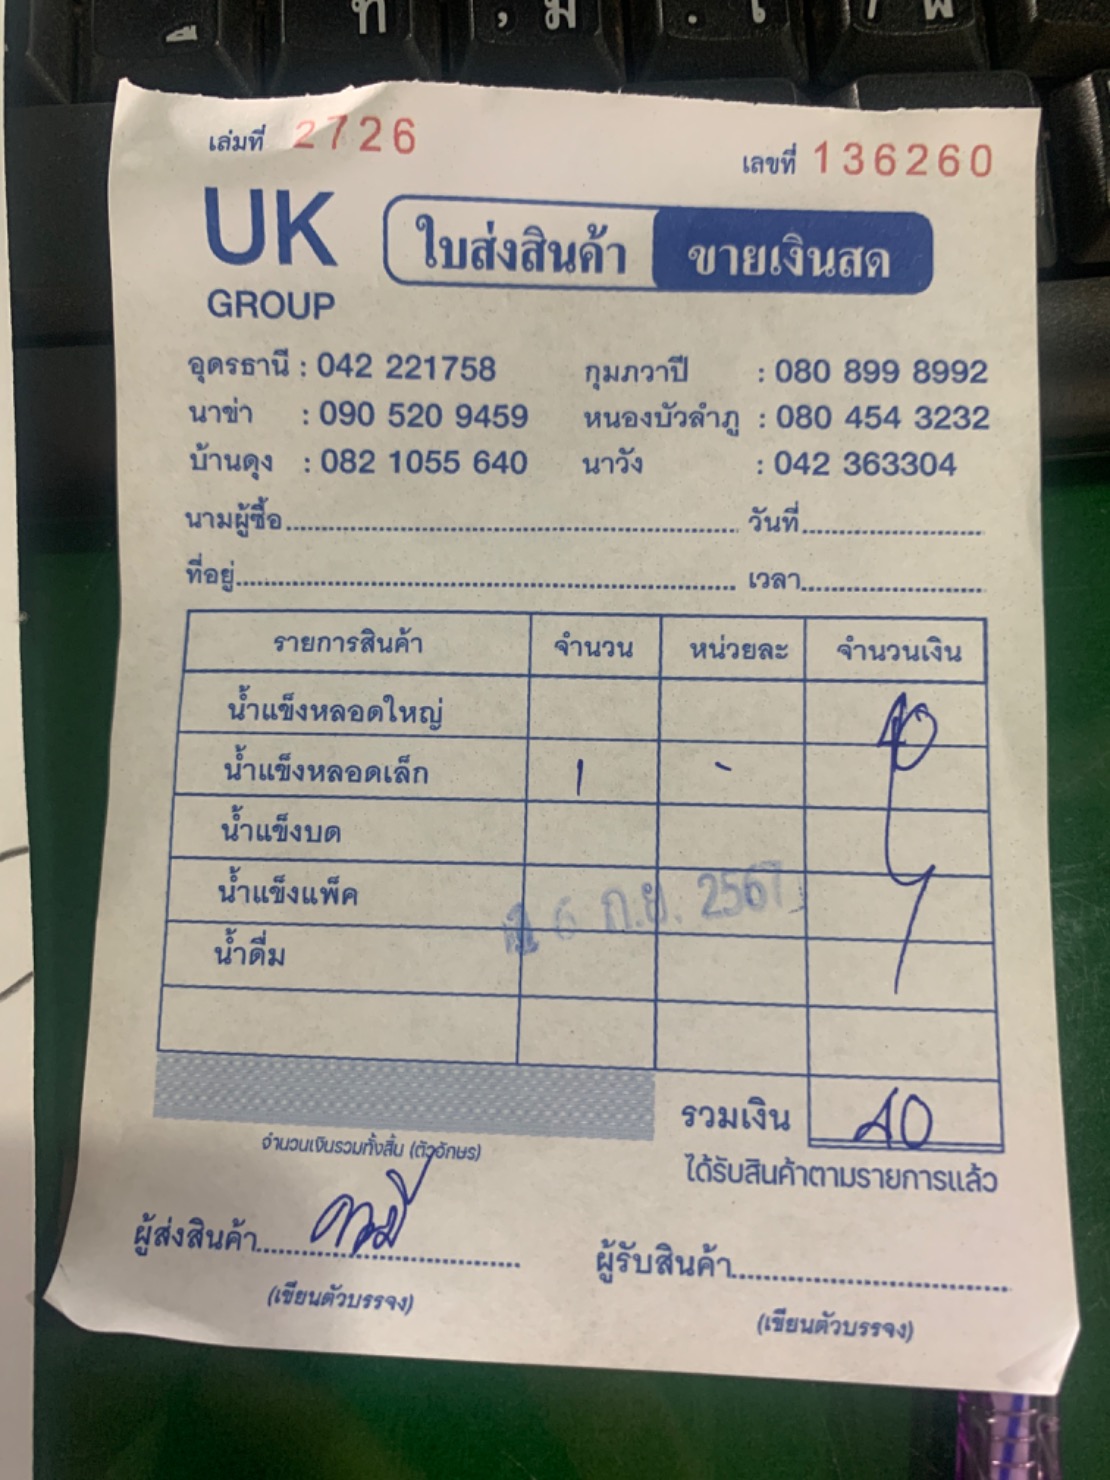 เล่มที่ 2726
เลขที่ 136260
UK
GROUP
ใบส่งสินค้า ขายเงินสด
อุดรธานี : 042 221758 กุมภวาปี : 080 899 8992
นาข่า : 090 520 9459 หนองบัวลำภู : 080 454 3232
บ้านดุง : 082 1055 640 นาวัง : 042 363304
นามผู้ซื้อ วันที่
ที่อยู่ เวลา
รายการสินค้า จำนวน หน่วยละ จำนวนเงิน
น้ำแข็งหลอดใหญ่ 40
น้ำแข็งหลอดเล็ก 1 -
น้ำแข็งบด
น้ำแข็งแพ็ค
6 ก.ย. 2567
น้ำดื่ม
รวมเงิน 40
จำนวนเงินรวมทั้งสิ้น (ตัวอักษร)
ได้รับสินค้าตามรายการแล้ว
ผู้ส่งสินค้า ผู้รับสินค้า
(เขียนตัวบรรจง) (เขียนตัวบรรจง)